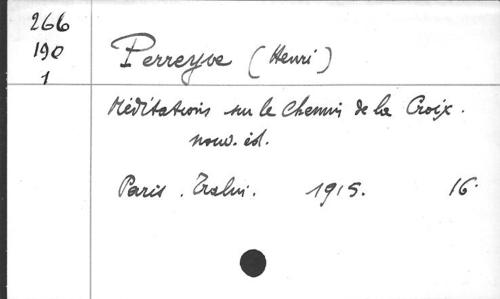 266
190
1
Perreyve (Henri)
Méditations sur le Chemin de la Croix.
nouv. éd.
Paris. Tralin. 1915. 16°